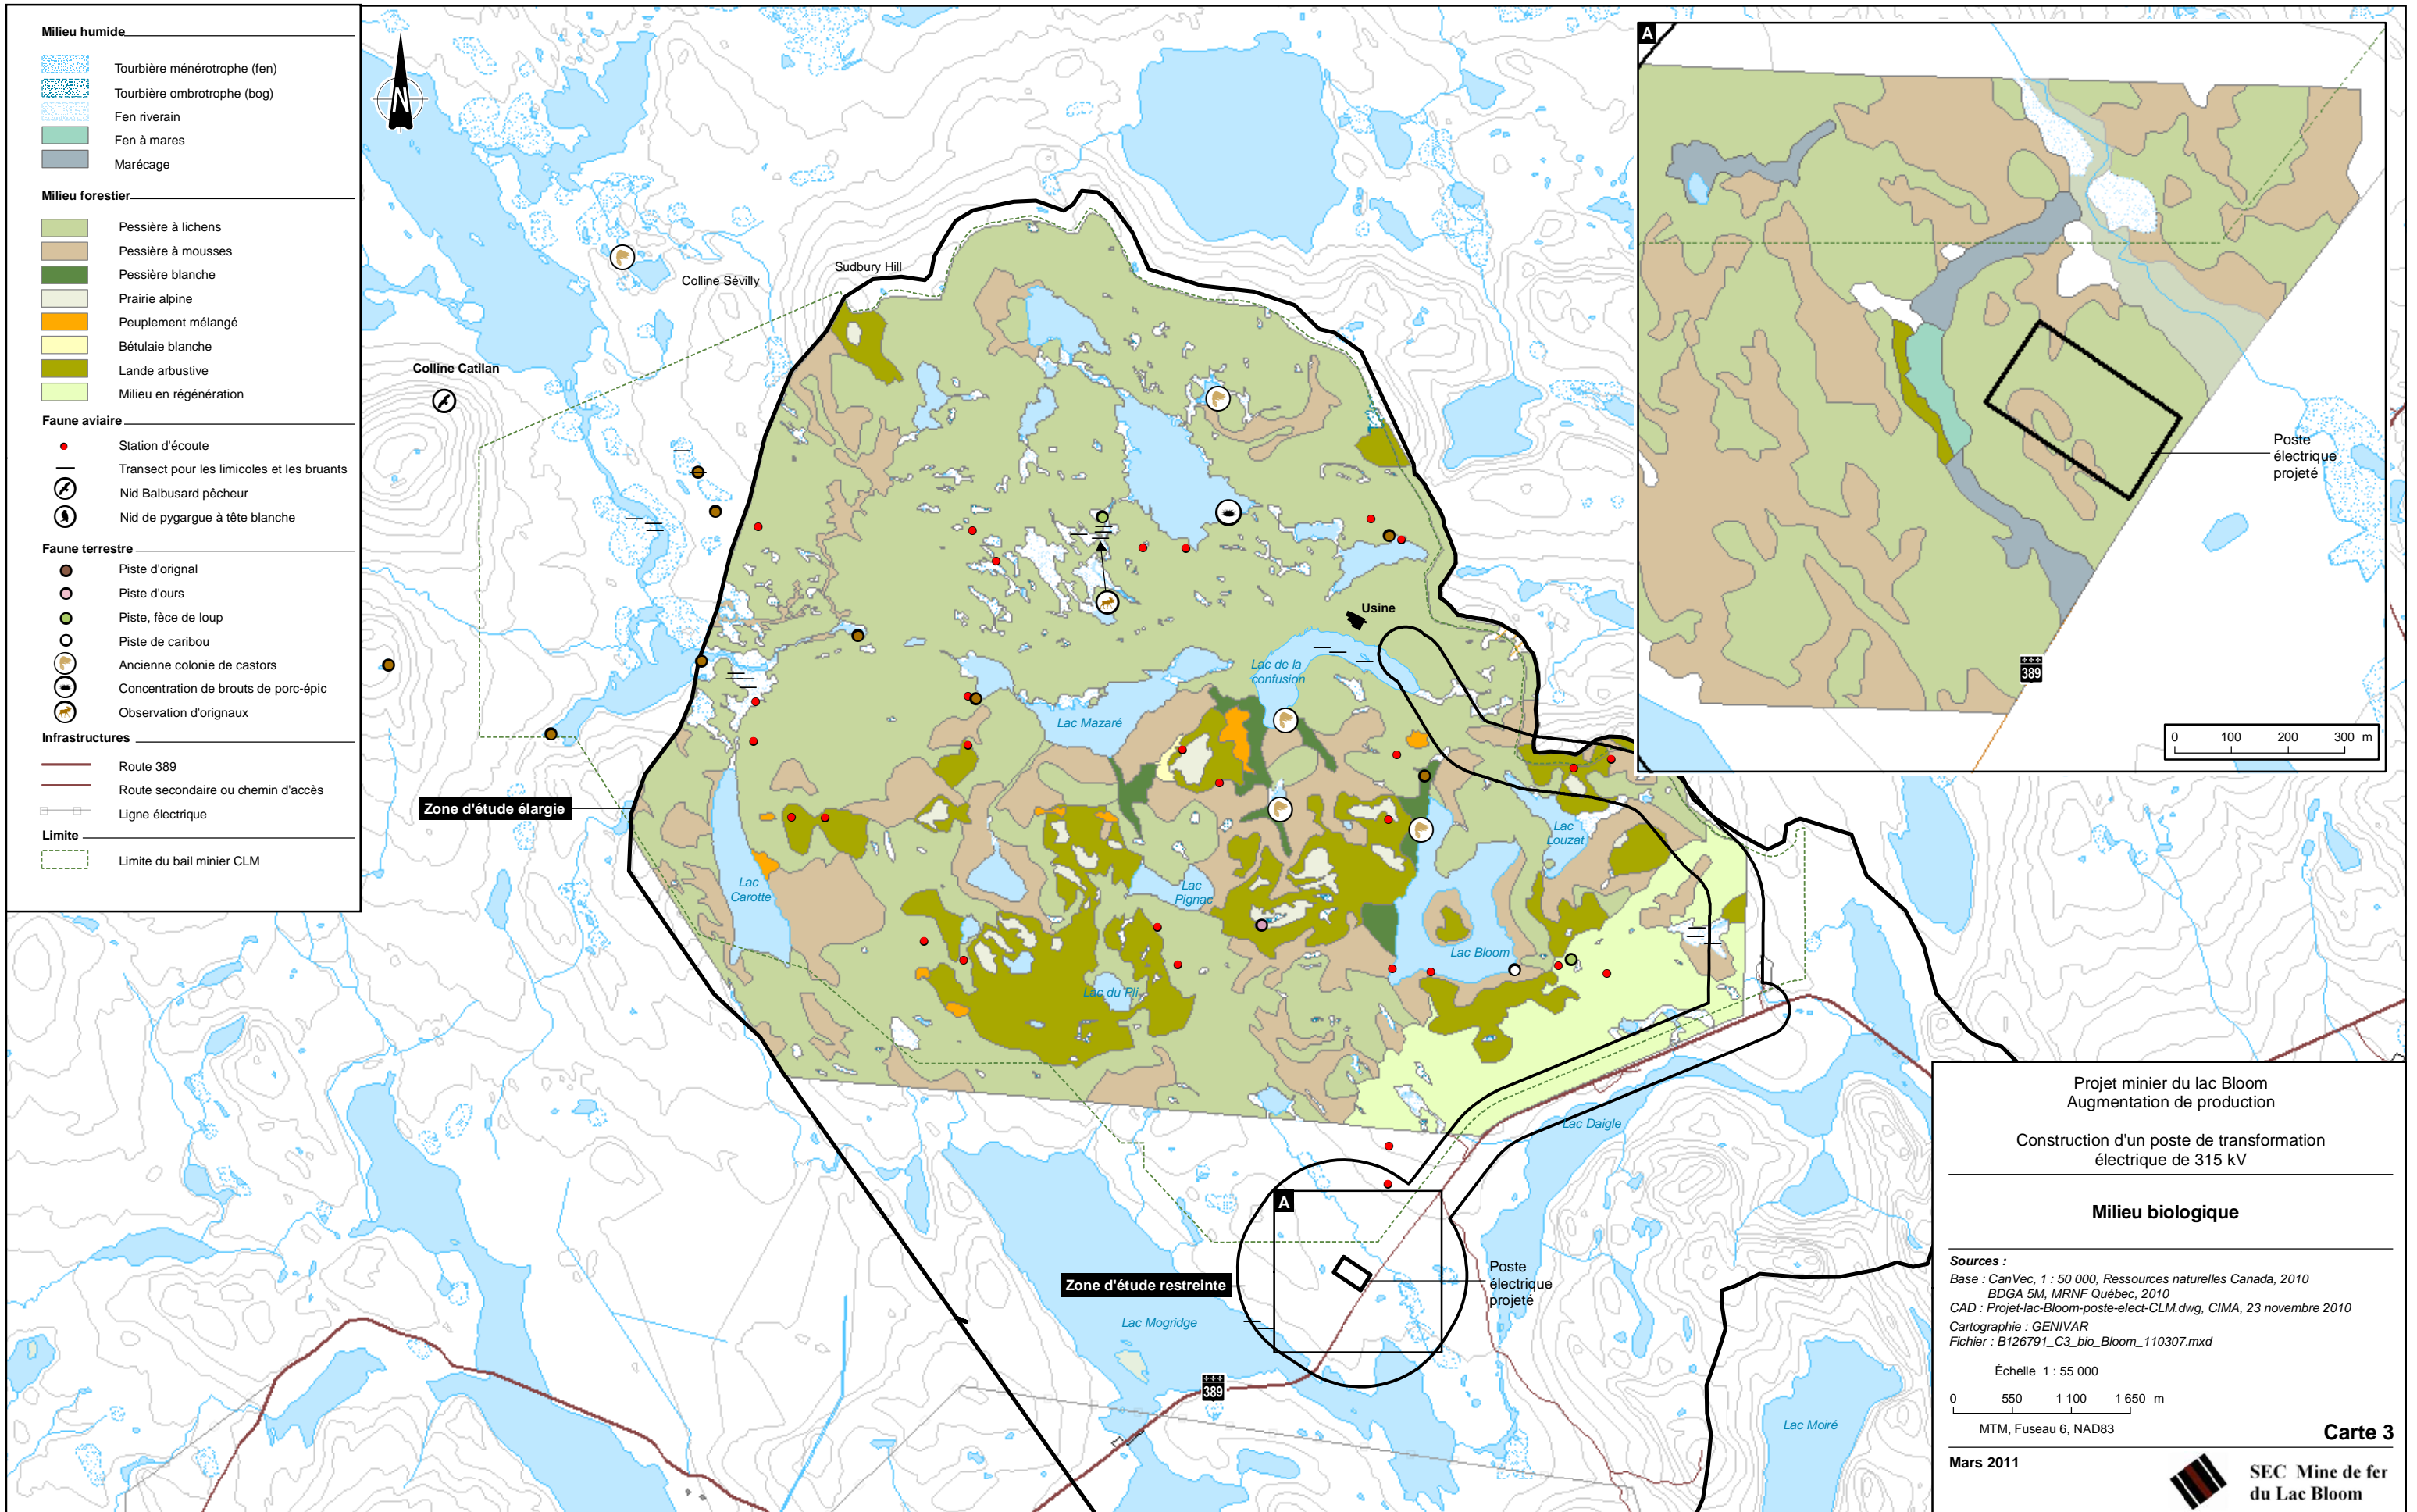 Milieu humide
Tourbière ménérotrophe (fen)
Tourbière ombrotrophe (bog)
Fen riverain
Fen à mares
Marécage
Milieu forestier
Pessière à lichens
Pessière à mousses
Pessière blanche
Prairie alpine
Peuplement mélangé
Bétulaie blanche
Lande arbustive
Milieu en régénération
Faune aviaire
Station d'écoute
Transect pour les limicoles et les bruants
Nid Balbusard pêcheur
Nid de pygargue à tête blanche
Faune terrestre
Piste d'orignal
Piste d'ours
Piste, fèce de loup
Piste de caribou
Ancienne colonie de castors
Concentration de brouts de porc-épic
Observation d'orignaux
Infrastructures
Route 389
Route secondaire ou chemin d'accès
Ligne électrique
Limite
Limite du bail minier CLM
N
Colline Sévilly
Sudbury Hill
Colline Catilan
Usine
Lac de la
confusion
Lac Mazaré
Zone d'étude élargie
Lac
Carotte
Lac
Pignac
Lac
Louzat
Lac Bloom
Lac du Pli
Lac Daigle
A
Zone d'étude restreinte
Poste
électrique
projeté
Lac Mogridge
389
Lac Moiré
A
Poste
électrique
projeté
389
0 100 200 300 m
Projet minier du lac Bloom
Augmentation de production
Construction d'un poste de transformation
électrique de 315 kV
Milieu biologique
Sources :
Base : CanVec, 1 : 50 000, Ressources naturelles Canada, 2010
BDGA 5M, MRNF Québec, 2010
CAD : Projet-lac-Bloom-poste-elect-CLM.dwg, CIMA, 23 novembre 2010
Cartographie : GENIVAR
Fichier : B126791_C3_bio_Bloom_110307.mxd
Échelle 1 : 55 000
0 550 1 100 1 650 m
MTM, Fuseau 6, NAD83
Carte 3
Mars 2011
SEC Mine de fer
du Lac Bloom